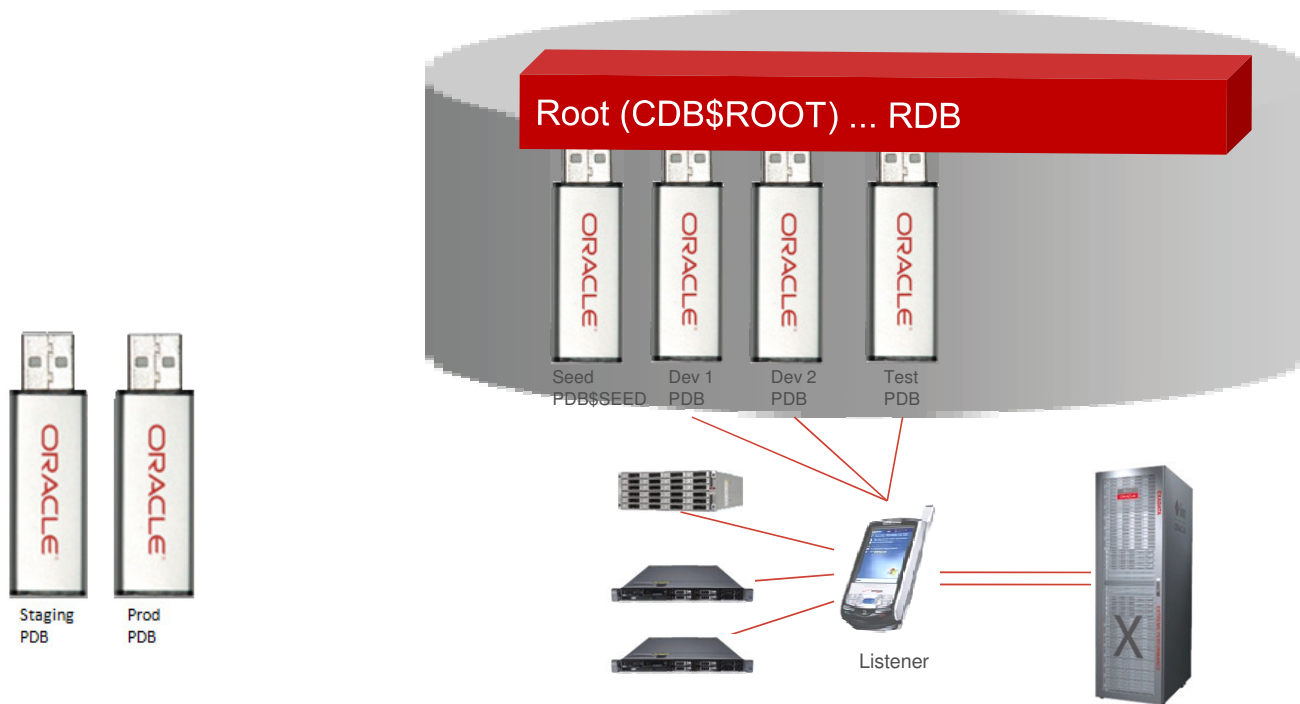 Root (CDB$ROOT) ... RDB
ORACLE
ORACLE
ORACLE
ORACLE
Seed
PDB$SEED
Dev 1
PDB
Dev 2
PDB
Test
PDB
ORACLE
ORACLE
Staging
PDB
Prod
PDB
Listener
X